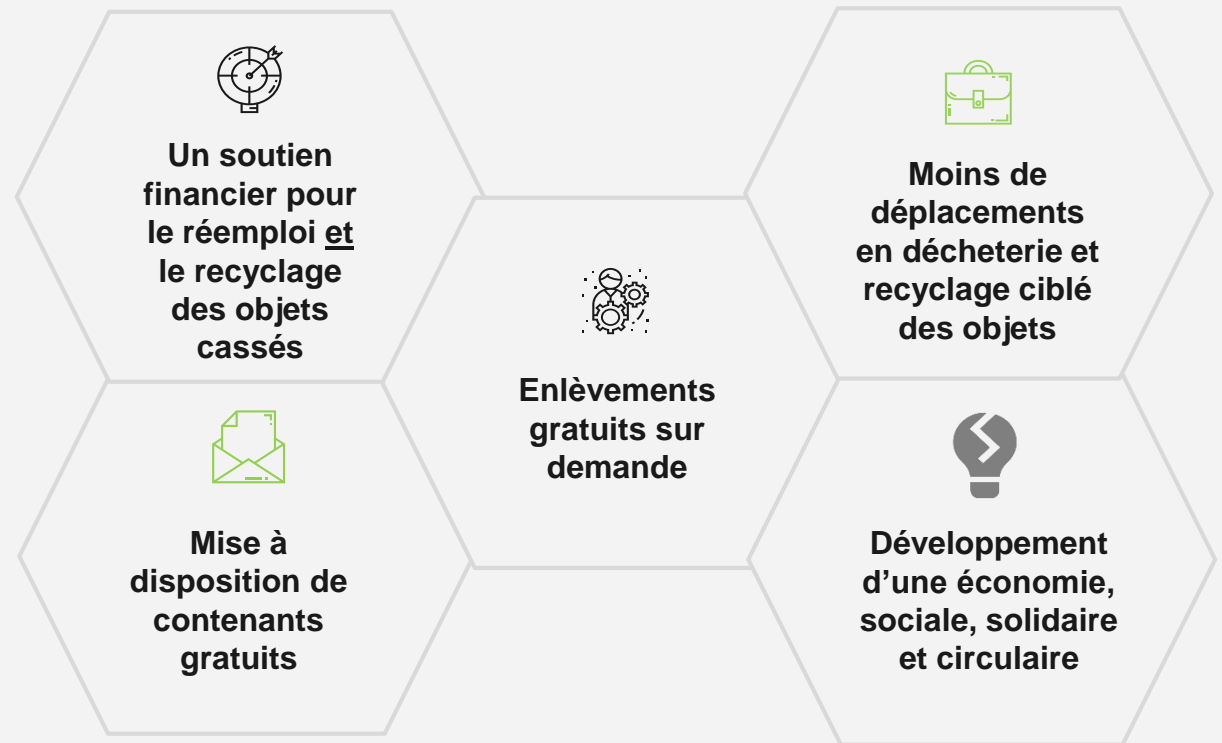 Un soutien
financier pour
le réemploi et
le recyclage
des objets
cassés
Moins de
déplacements
en décheterie et
recyclage ciblé
des objets
Enlèvements
gratuits sur
demande
Mise à
disposition de
contenants
gratuits
Développement
d’une économie,
sociale, solidaire
et circulaire